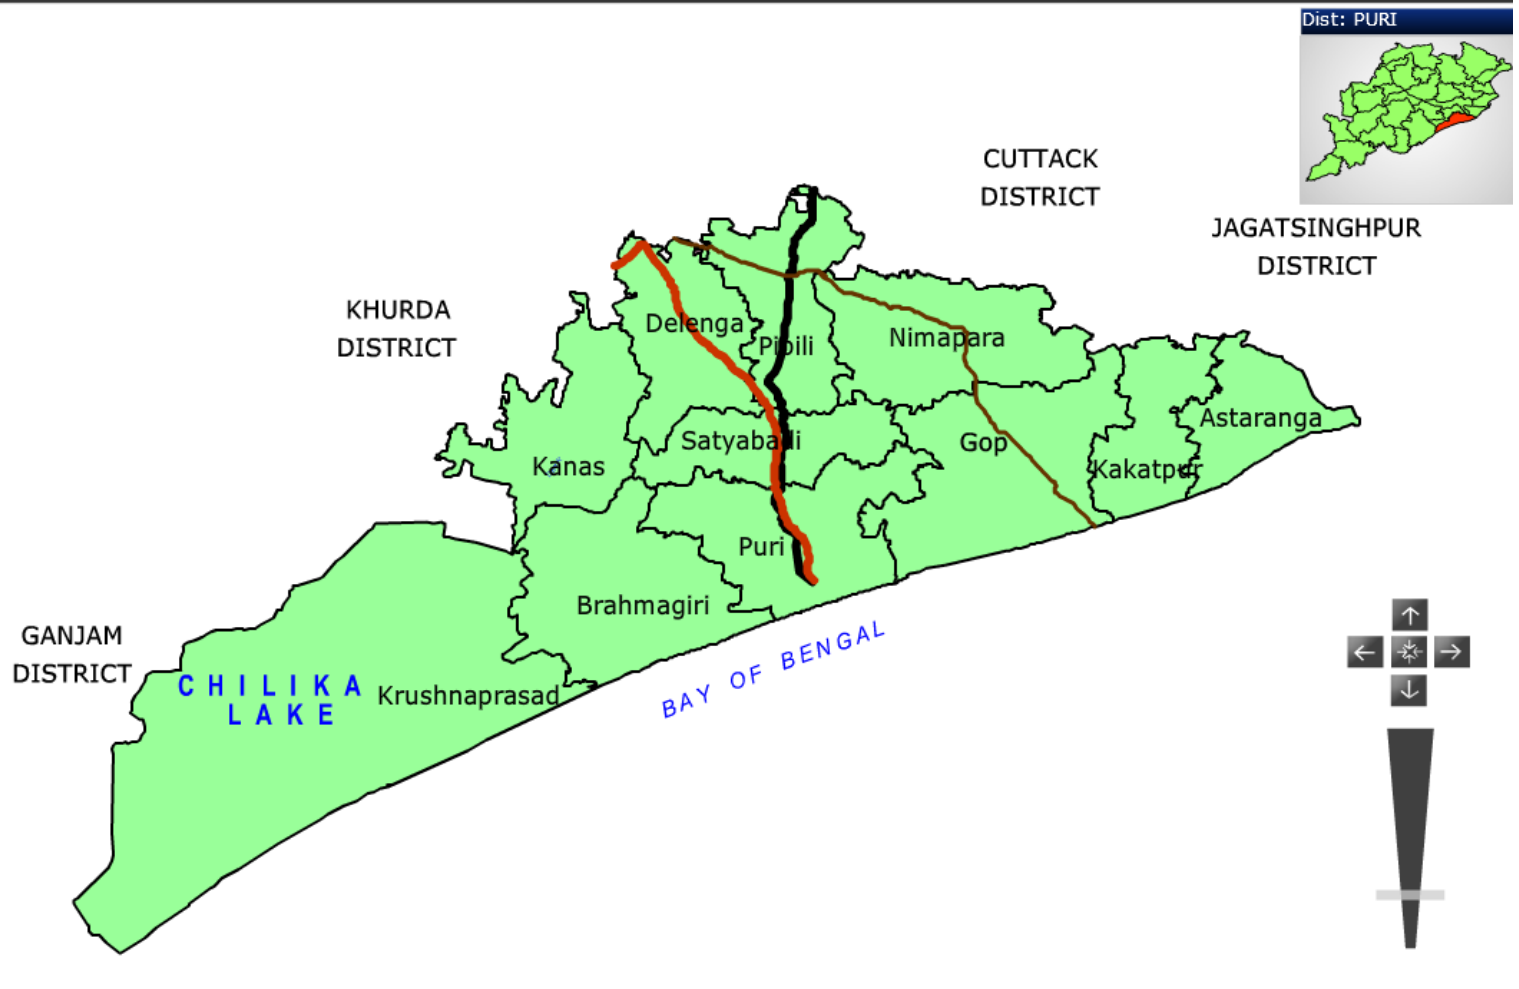 Dist: PURI
CUTTACK
DISTRICT
JAGATSINGHPUR
DISTRICT
KHURDA
DISTRICT
Delenga
Pipili
Nimapara
Astaranga
Satyabadi
Gop
Kanas
Kakatpur
Puri
Brahmagiri
GANJAM
DISTRICT
CHILIKA
LAKE
Krushnaprasad
BAY OF BENGAL